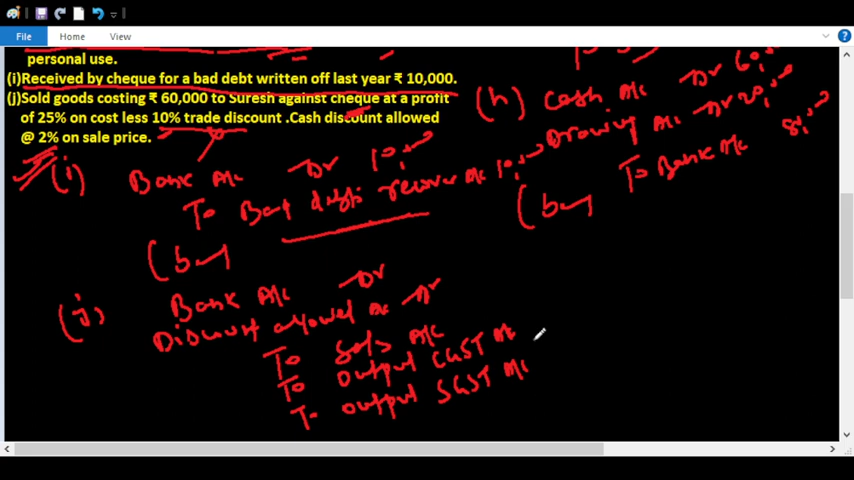 File Home View
personal use.
(i)Received by cheque for a bad debt written off last year ₹ 10,000.
(j)Sold goods costing ₹ 60,000 to Suresh against cheque at a profit
of 25% on cost less 10% trade discount .Cash discount allowed
@ 2% on sale price.
(h) Cash A/c Dr
Drawing A/c Dr
To Bank A/c
(by
(i) Bank A/c Dr
To Bad debts recover A/c
(by
(j) Bank A/c Dr
Discount allowed A/c Dr
To Sales A/c
To Output CGST A/c
To output SGST A/c